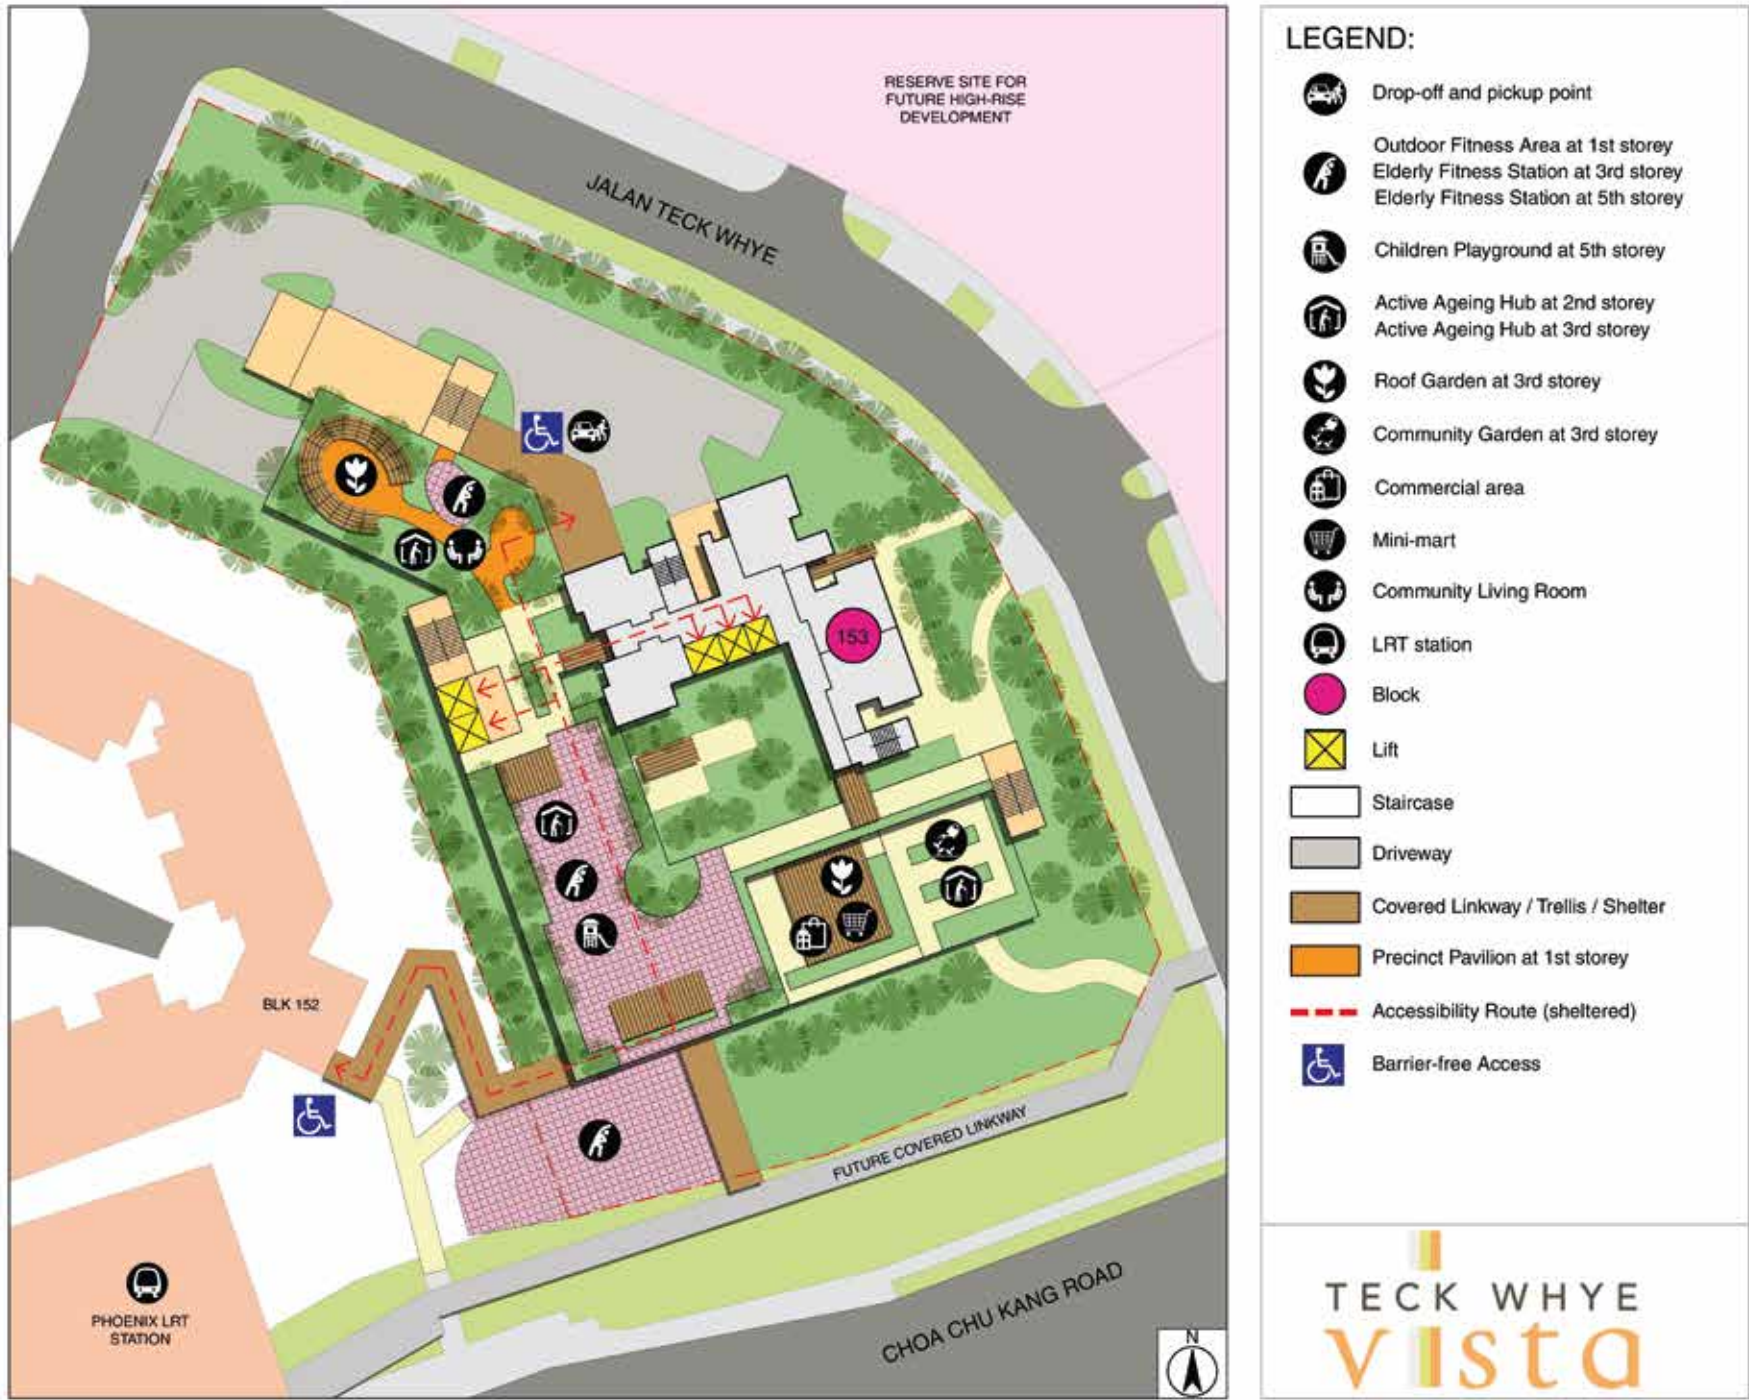 RESERVE SITE FOR
FUTURE HIGH-RISE
DEVELOPMENT
JALAN TECK WHYE
153
BLK 152
FUTURE COVERED LINKWAY
PHOENIX LRT
STATION
CHOA CHU KANG ROAD
N
LEGEND:
Drop-off and pickup point
Outdoor Fitness Area at 1st storey
Elderly Fitness Station at 3rd storey
Elderly Fitness Station at 5th storey
Children Playground at 5th storey
Active Ageing Hub at 2nd storey
Active Ageing Hub at 3rd storey
Roof Garden at 3rd storey
Community Garden at 3rd storey
Commercial area
Mini-mart
Community Living Room
LRT station
Block
Lift
Staircase
Driveway
Covered Linkway / Trellis / Shelter
Precinct Pavilion at 1st storey
Accessibility Route (sheltered)
Barrier-free Access
TECK WHYE
vista